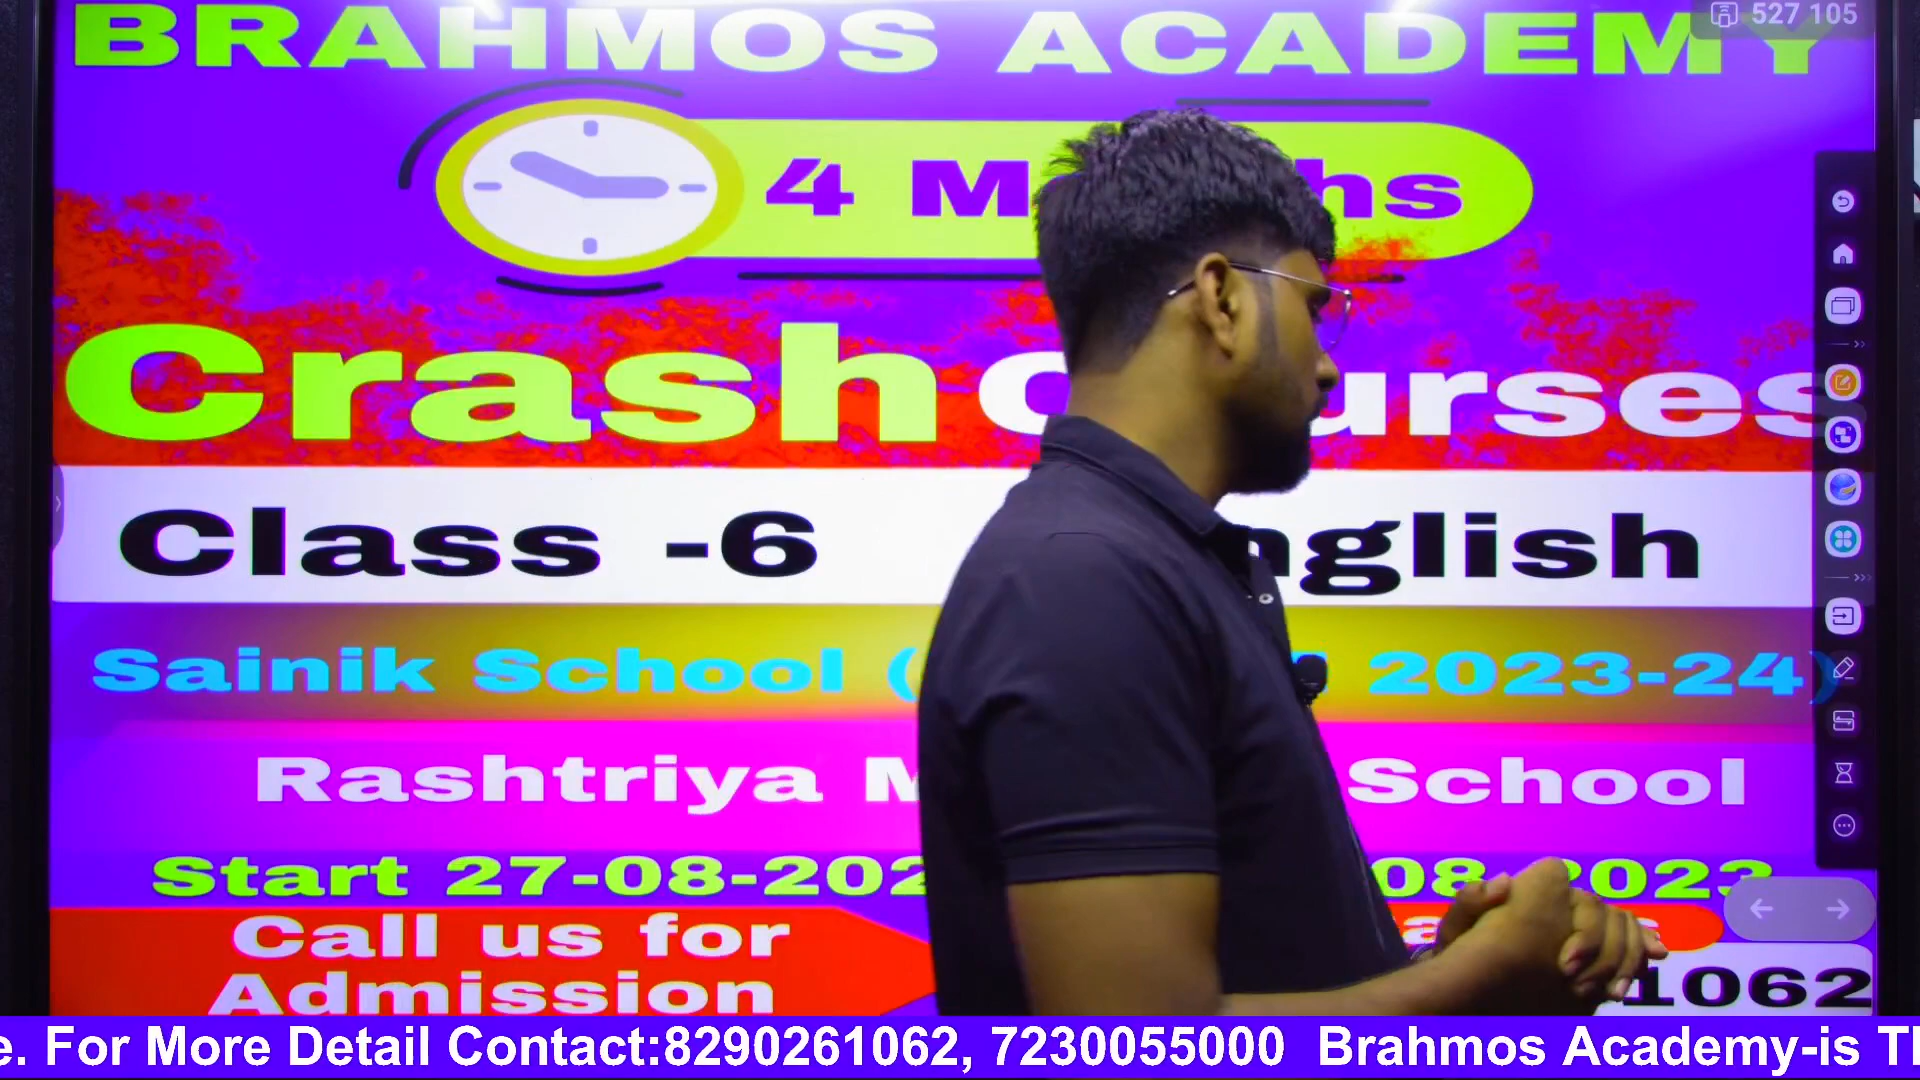 BRAHMOS ACADEMY
527 105
4 M hs
Crash urses
Class -6 nglish
Sainik School ( 2023-24)
Rashtriya M School
Start 27-08-202 08-2023
Call us for
Admission
1062
e. For More Detail Contact:8290261062, 7230055000 Brahmos Academy-is Th